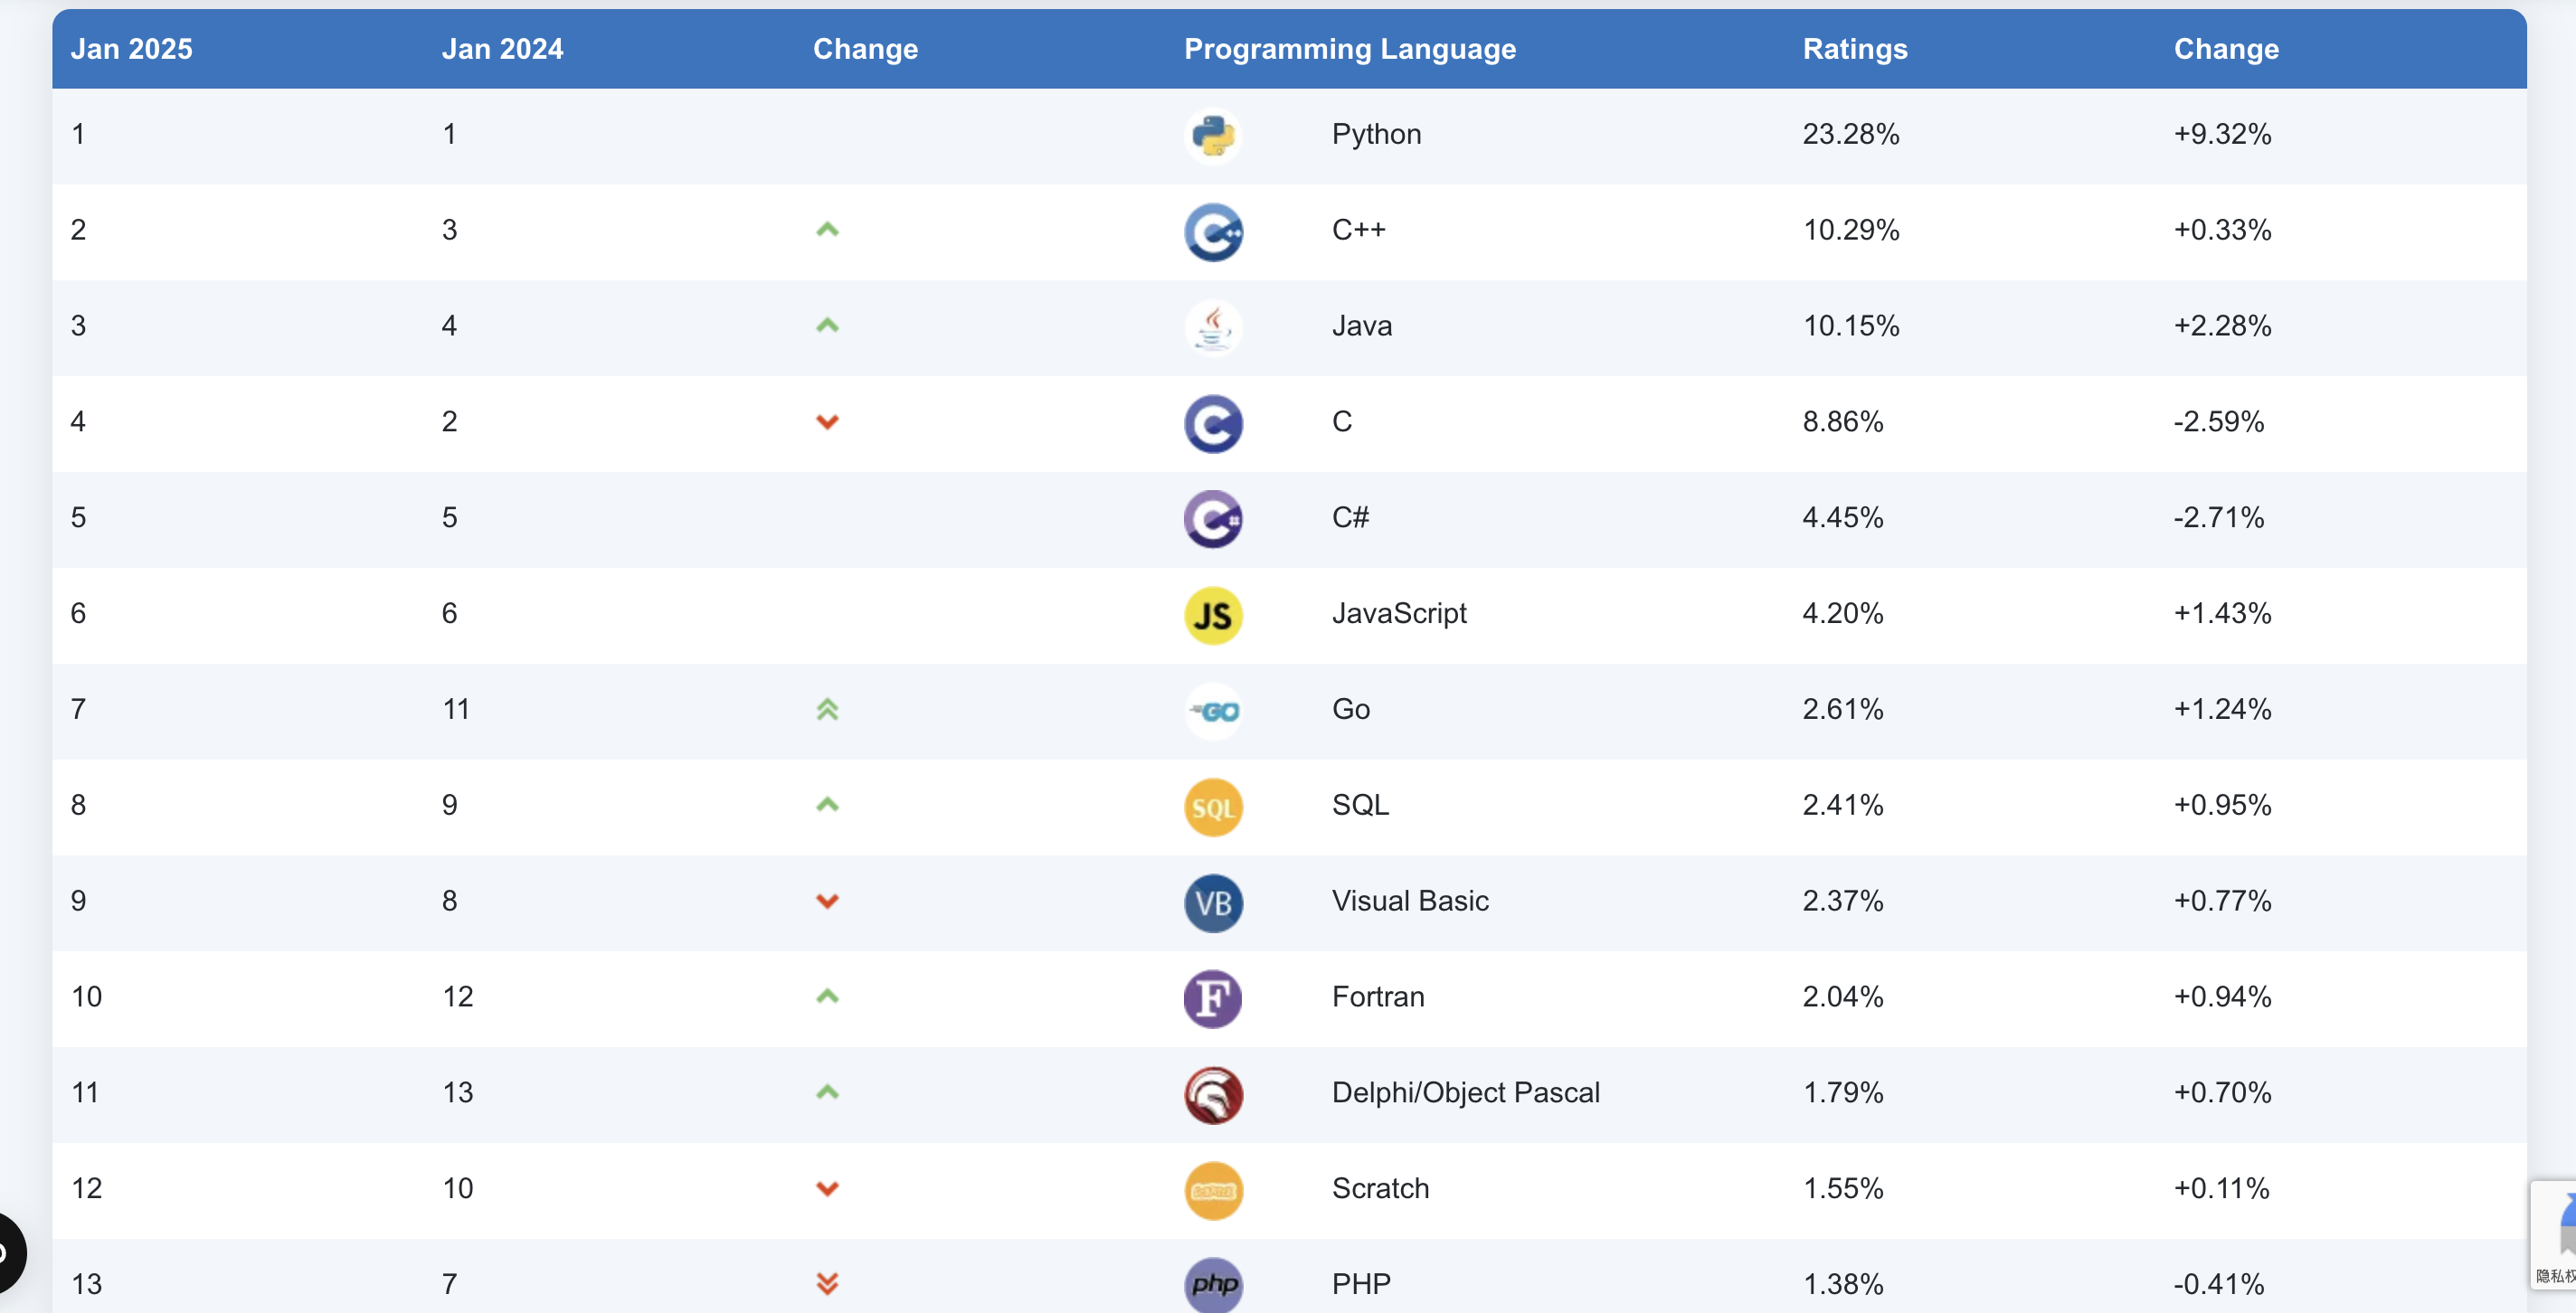 Jan 2025 Jan 2024 Change Programming Language Ratings Change
1 1 Python 23.28% +9.32%
2 3 C++ 10.29% +0.33%
3 4 Java 10.15% +2.28%
4 2 C 8.86% -2.59%
5 5 C# 4.45% -2.71%
6 6 JS JavaScript 4.20% +1.43%
7 11 GO Go 2.61% +1.24%
8 9 SQL SQL 2.41% +0.95%
9 8 VB Visual Basic 2.37% +0.77%
10 12 F Fortran 2.04% +0.94%
11 13 Delphi/Object Pascal 1.79% +0.70%
12 10 Scratch 1.55% +0.11%
13 7 php PHP 1.38% -0.41%
隐私权